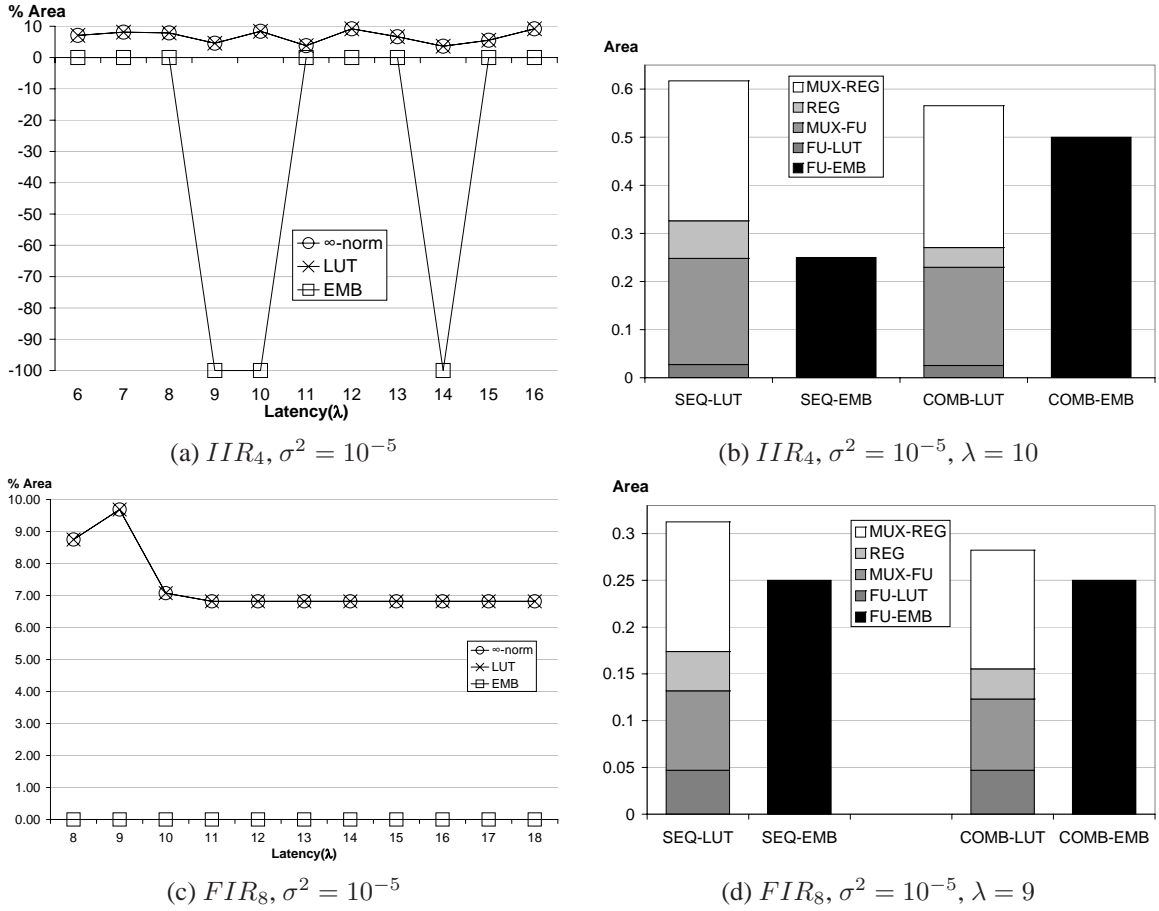 % Area
10
0
-10
-20
-30
-40
-50
-60
-70
-80
-90
-100
∞-norm
LUT
EMB
6 7 8 9 10 11 12 13 14 15 16
Latency(λ)
(a) IIR₄, σ² = 10⁻⁵
Area
0.6
0.5
0.4
0.3
0.2
0.1
0
MUX-REG
REG
MUX-FU
FU-LUT
FU-EMB
SEQ-LUT SEQ-EMB COMB-LUT COMB-EMB
(b) IIR₄, σ² = 10⁻⁵, λ = 10
% Area
10.00
9.00
8.00
7.00
6.00
5.00
4.00
3.00
2.00
1.00
0.00
∞-norm
LUT
EMB
8 9 10 11 12 13 14 15 16 17 18
Latency(λ)
(c) FIR₈, σ² = 10⁻⁵
Area
0.3
0.25
0.2
0.15
0.1
0.05
0
MUX-REG
REG
MUX-FU
FU-LUT
FU-EMB
SEQ-LUT SEQ-EMB COMB-LUT COMB-EMB
(d) FIR₈, σ² = 10⁻⁵, λ = 9